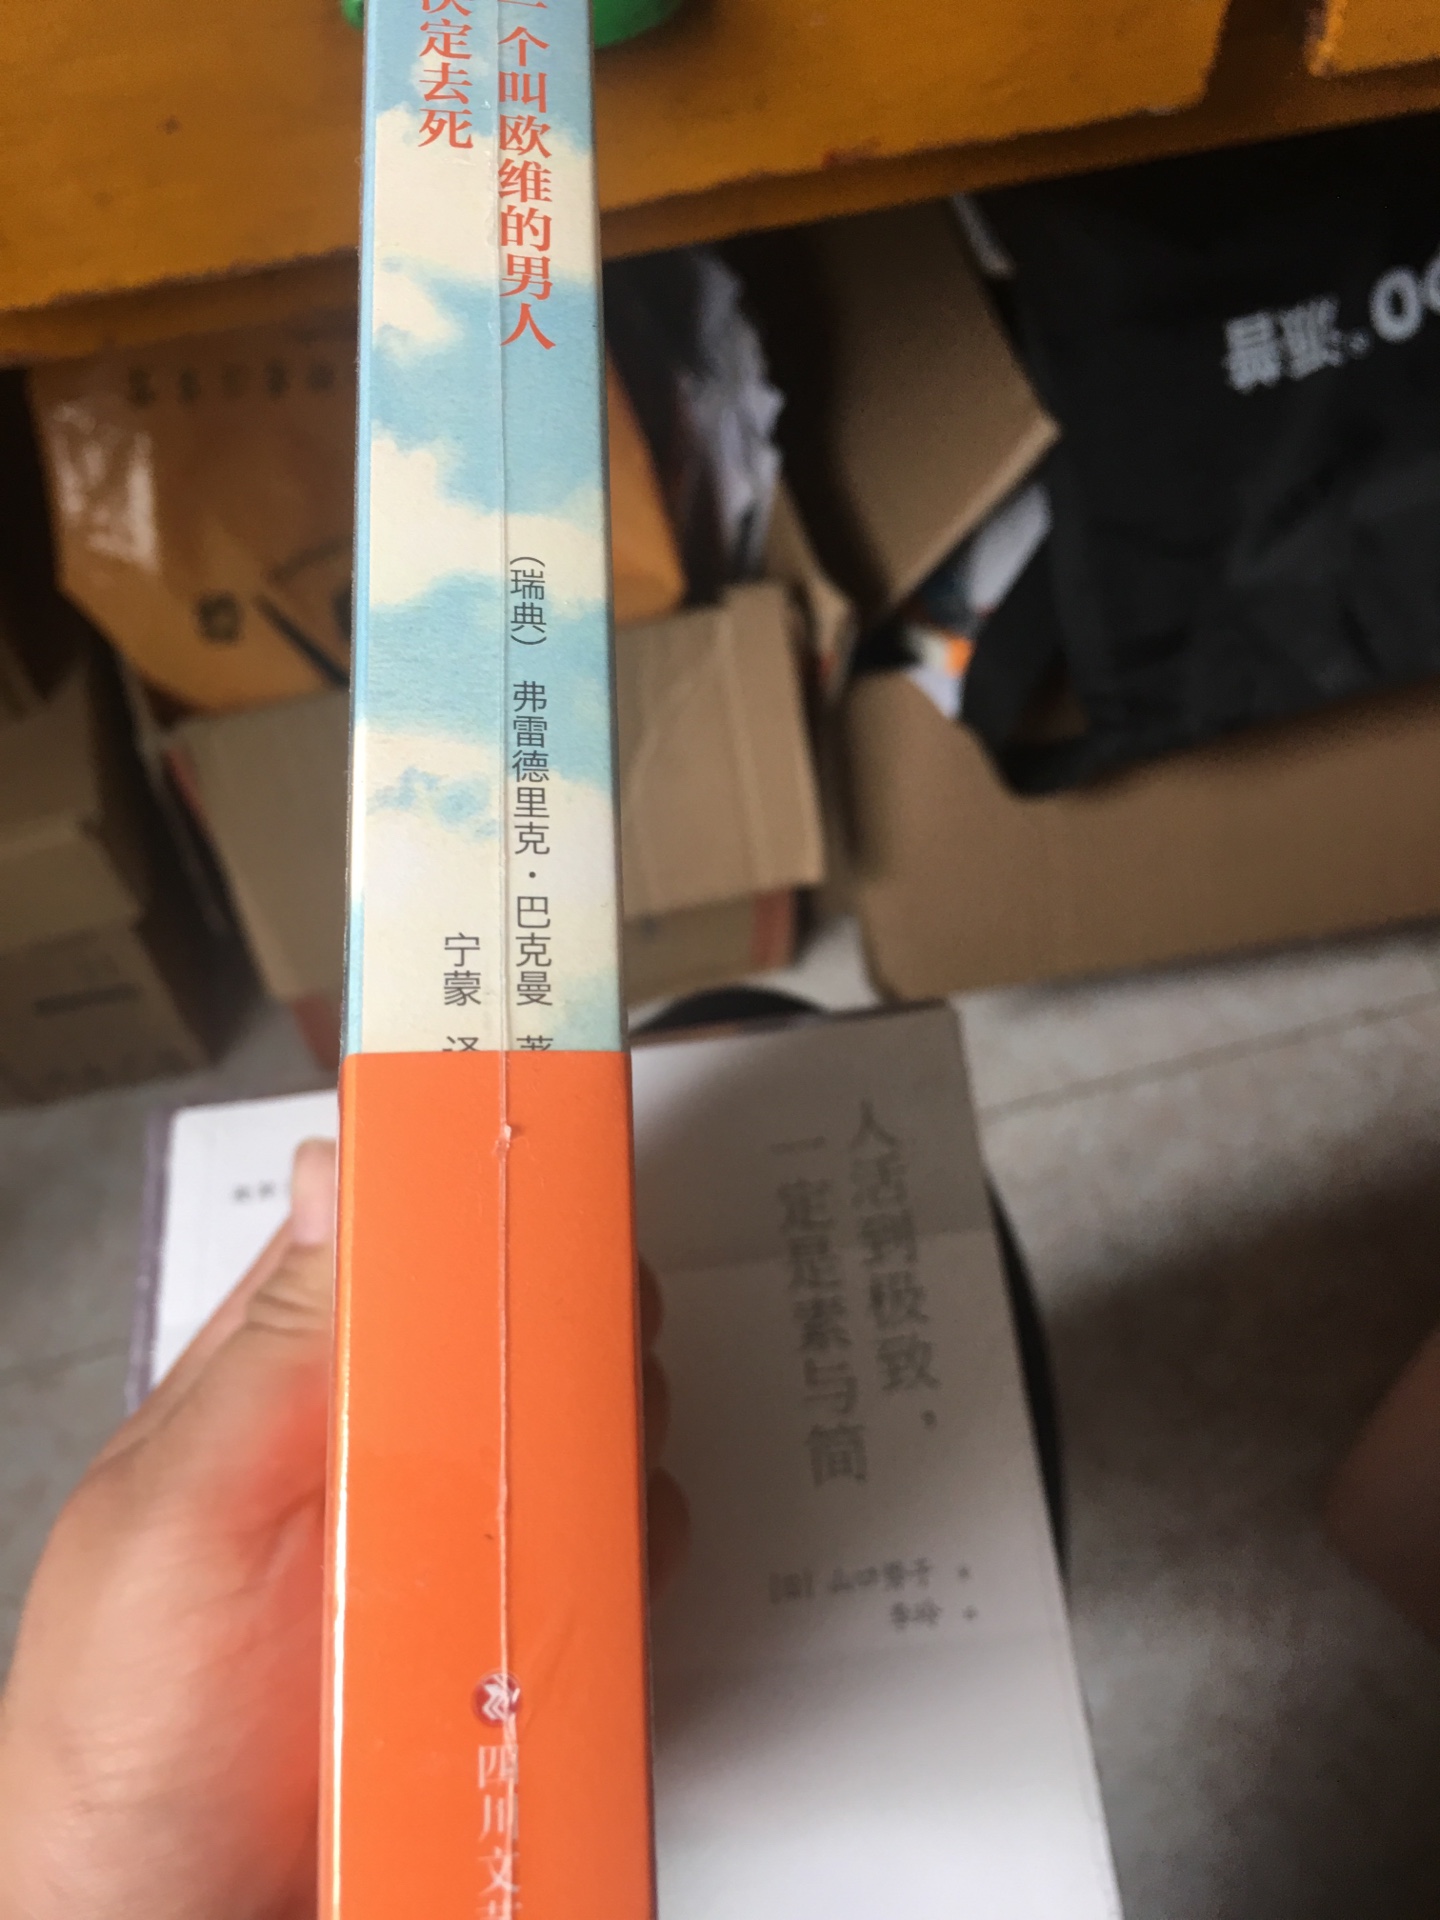 一个叫欧维的男人
决定去死
（瑞典） 弗雷德里克·巴克曼 著
宁蒙 译
四川文艺
人活到极致，
一定是素与简